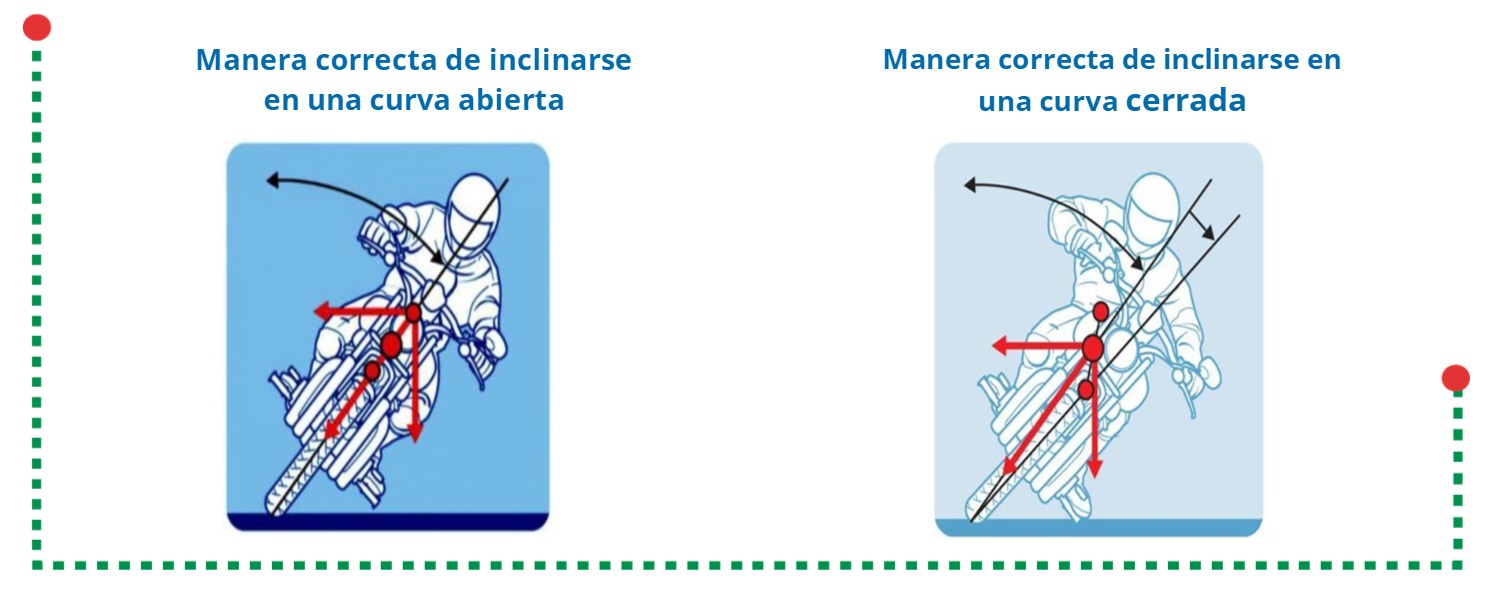 Manera correcta de inclinarse
en una curva abierta
Manera correcta de inclinarse en
una curva cerrada